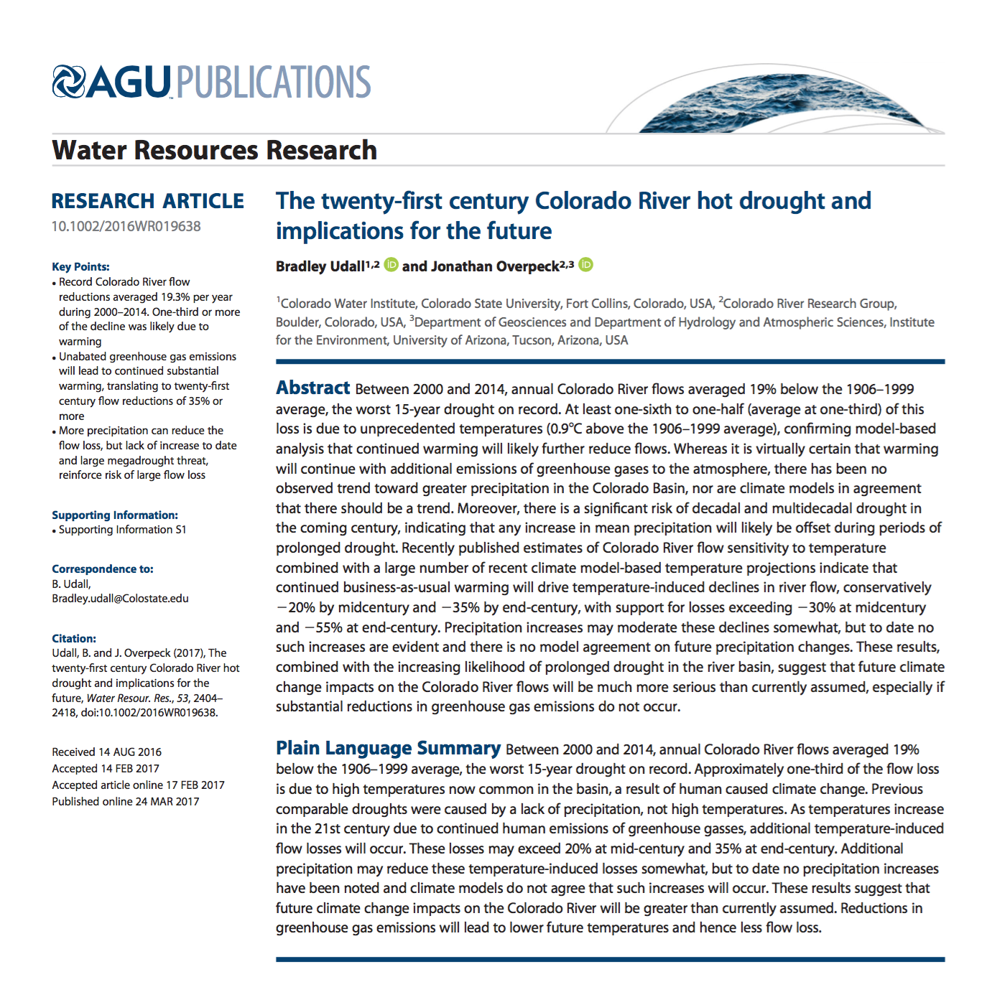 AGU PUBLICATIONS
Water Resources Research
RESEARCH ARTICLE
10.1002/2016WR019638
Key Points:
• Record Colorado River flow
reductions averaged 19.3% per year
during 2000–2014. One-third or more
of the decline was likely due to
warming
• Unabated greenhouse gas emissions
will lead to continued substantial
warming, translating to twenty-first
century flow reductions of 35% or
more
• More precipitation can reduce the
flow loss, but lack of increase to date
and large megadrought threat,
reinforce risk of large flow loss
Supporting Information:
• Supporting Information S1
Correspondence to:
B. Udall,
Bradley.udall@Colostate.edu
Citation:
Udall, B. and J. Overpeck (2017), The
twenty-first century Colorado River hot
drought and implications for the
future, Water Resour. Res., 53, 2404–
2418, doi:10.1002/2016WR019638.
Received 14 AUG 2016
Accepted 14 FEB 2017
Accepted article online 17 FEB 2017
Published online 24 MAR 2017
The twenty-first century Colorado River hot drought and
implications for the future
Bradley Udall1,2 iD and Jonathan Overpeck2,3 iD
1Colorado Water Institute, Colorado State University, Fort Collins, Colorado, USA, 2Colorado River Research Group,
Boulder, Colorado, USA, 3Department of Geosciences and Department of Hydrology and Atmospheric Sciences, Institute
for the Environment, University of Arizona, Tucson, Arizona, USA
Abstract Between 2000 and 2014, annual Colorado River flows averaged 19% below the 1906–1999
average, the worst 15-year drought on record. At least one-sixth to one-half (average at one-third) of this
loss is due to unprecedented temperatures (0.9°C above the 1906–1999 average), confirming model-based
analysis that continued warming will likely further reduce flows. Whereas it is virtually certain that warming
will continue with additional emissions of greenhouse gases to the atmosphere, there has been no
observed trend toward greater precipitation in the Colorado Basin, nor are climate models in agreement
that there should be a trend. Moreover, there is a significant risk of decadal and multidecadal drought in
the coming century, indicating that any increase in mean precipitation will likely be offset during periods of
prolonged drought. Recently published estimates of Colorado River flow sensitivity to temperature
combined with a large number of recent climate model-based temperature projections indicate that
continued business-as-usual warming will drive temperature-induced declines in river flow, conservatively
−20% by midcentury and −35% by end-century, with support for losses exceeding −30% at midcentury
and −55% at end-century. Precipitation increases may moderate these declines somewhat, but to date no
such increases are evident and there is no model agreement on future precipitation changes. These results,
combined with the increasing likelihood of prolonged drought in the river basin, suggest that future climate
change impacts on the Colorado River flows will be much more serious than currently assumed, especially if
substantial reductions in greenhouse gas emissions do not occur.
Plain Language Summary Between 2000 and 2014, annual Colorado River flows averaged 19%
below the 1906–1999 average, the worst 15-year drought on record. Approximately one-third of the flow loss
is due to high temperatures now common in the basin, a result of human caused climate change. Previous
comparable droughts were caused by a lack of precipitation, not high temperatures. As temperatures increase
in the 21st century due to continued human emissions of greenhouse gasses, additional temperature-induced
flow losses will occur. These losses may exceed 20% at mid-century and 35% at end-century. Additional
precipitation may reduce these temperature-induced losses somewhat, but to date no precipitation increases
have been noted and climate models do not agree that such increases will occur. These results suggest that
future climate change impacts on the Colorado River will be greater than currently assumed. Reductions in
greenhouse gas emissions will lead to lower future temperatures and hence less flow loss.